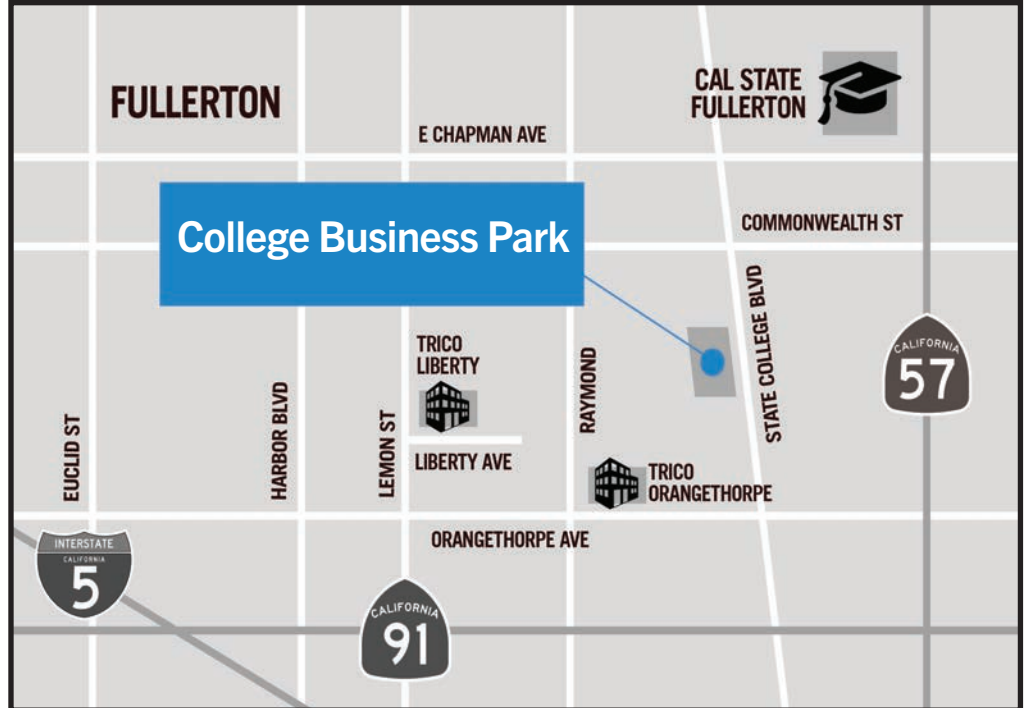 FULLERTON
CAL STATE
FULLERTON
E CHAPMAN AVE
COMMONWEALTH ST
College Business Park
TRICO
LIBERTY
RAYMOND
STATE COLLEGE BLVD
CALIFORNIA
57
EUCLID ST
HARBOR BLVD
LEMON ST
LIBERTY AVE
TRICO
ORANGETHORPE
ORANGETHORPE AVE
INTERSTATE
CALIFORNIA
5
CALIFORNIA
91